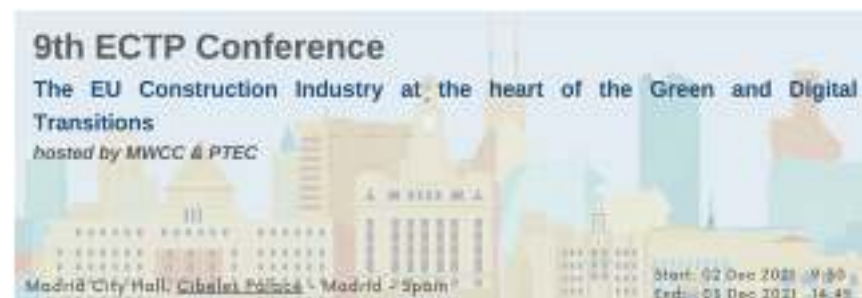 9th ECTP Conference
The EU Construction Industry at the heart of the Green and Digital
Transitions
hosted by MWCC & PTEC
Madrid City Hall, Cibeles Palace - Madrid - Spain
Start: 02 Dec 2021
End: 03 Dec 2021